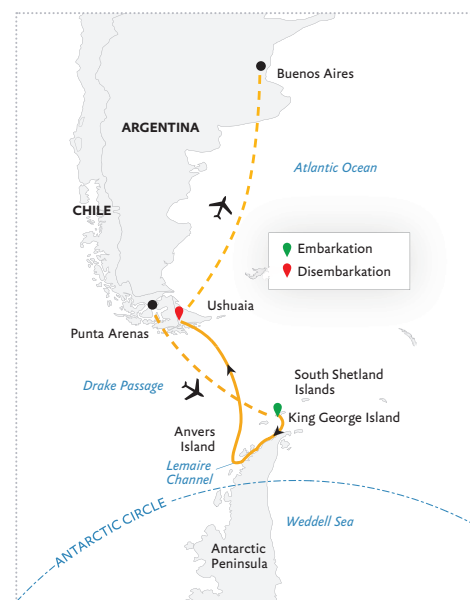 Buenos Aires
ARGENTINA
Atlantic Ocean
CHILE
Embarkation
Disembarkation
Ushuaia
Punta Arenas
South Shetland
Islands
Drake Passage
King George Island
Anvers
Island
Lemaire
Channel
ANTARCTIC CIRCLE
Weddell Sea
Antarctic
Peninsula